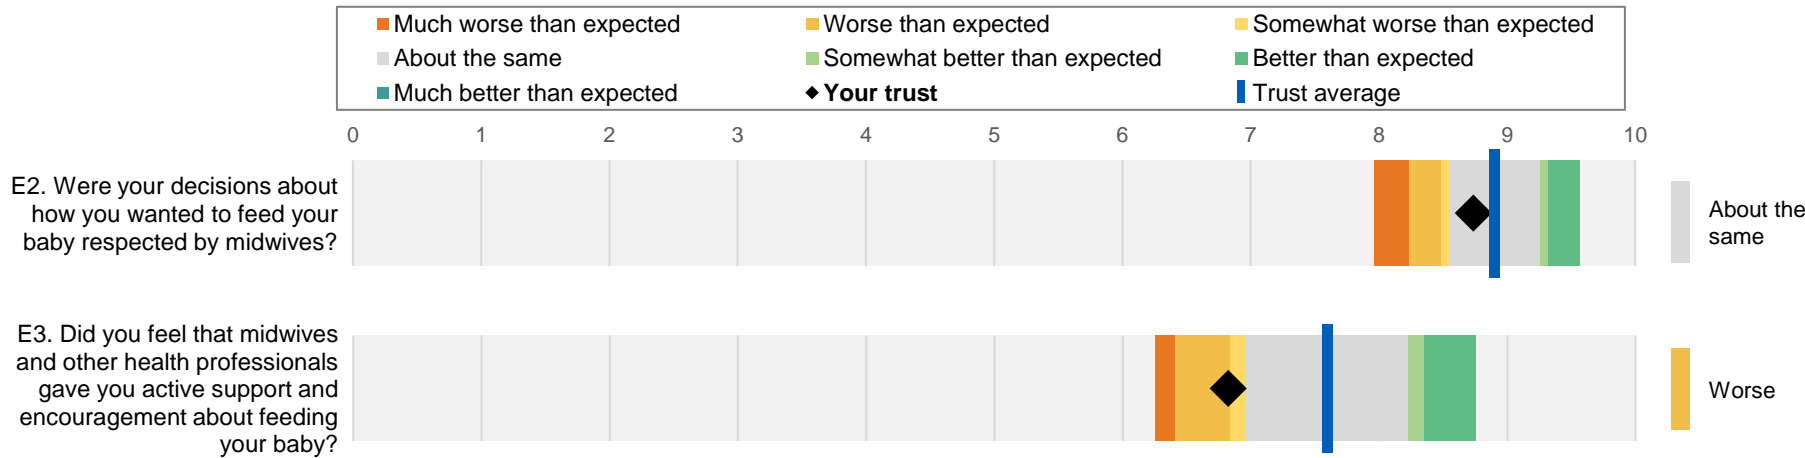 Much worse than expected Worse than expected Somewhat worse than expected
About the same Somewhat better than expected Better than expected
Much better than expected Your trust Trust average
0 1 2 3 4 5 6 7 8 9 10
E2. Were your decisions about
how you wanted to feed your
baby respected by midwives?
About the
same
E3. Did you feel that midwives
and other health professionals
gave you active support and
encouragement about feeding
your baby?
Worse